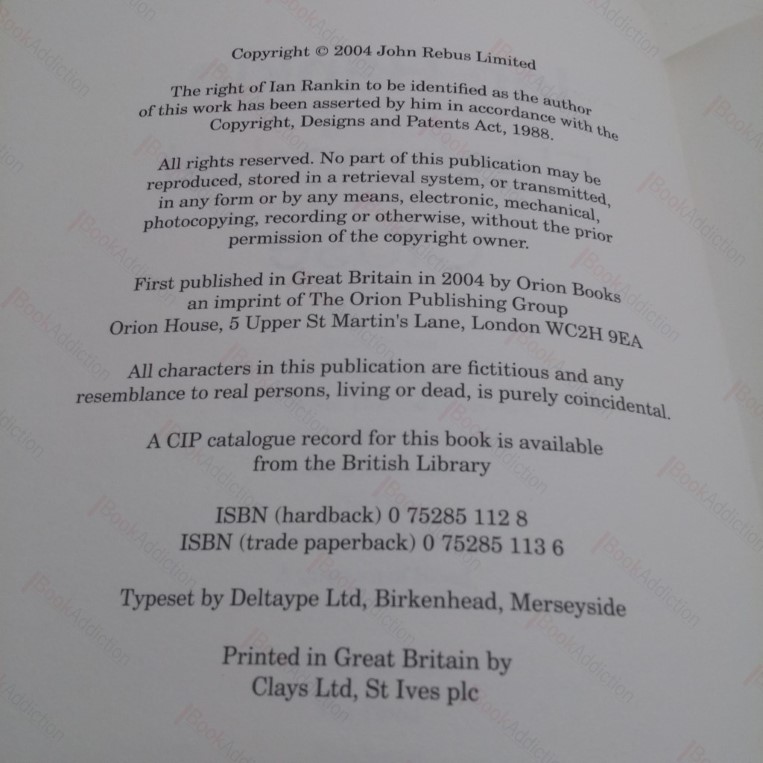 Copyright © 2004 John Rebus Limited
The right of Ian Rankin to be identified as the author
of this work has been asserted by him in accordance with the
Copyright, Designs and Patents Act, 1988.
All rights reserved. No part of this publication may be
reproduced, stored in a retrieval system, or transmitted,
in any form or by any means, electronic, mechanical,
photocopying, recording or otherwise, without the prior
permission of the copyright owner.
First published in Great Britain in 2004 by Orion Books
an imprint of The Orion Publishing Group
Orion House, 5 Upper St Martin's Lane, London WC2H 9EA
All characters in this publication are fictitious and any
resemblance to real persons, living or dead, is purely coincidental.
A CIP catalogue record for this book is available
from the British Library
ISBN (hardback) 0 75285 112 8
ISBN (trade paperback) 0 75285 113 6
Typeset by Deltaype Ltd, Birkenhead, Merseyside
Printed in Great Britain by
Clays Ltd, St Ives plc
iBookAddiction